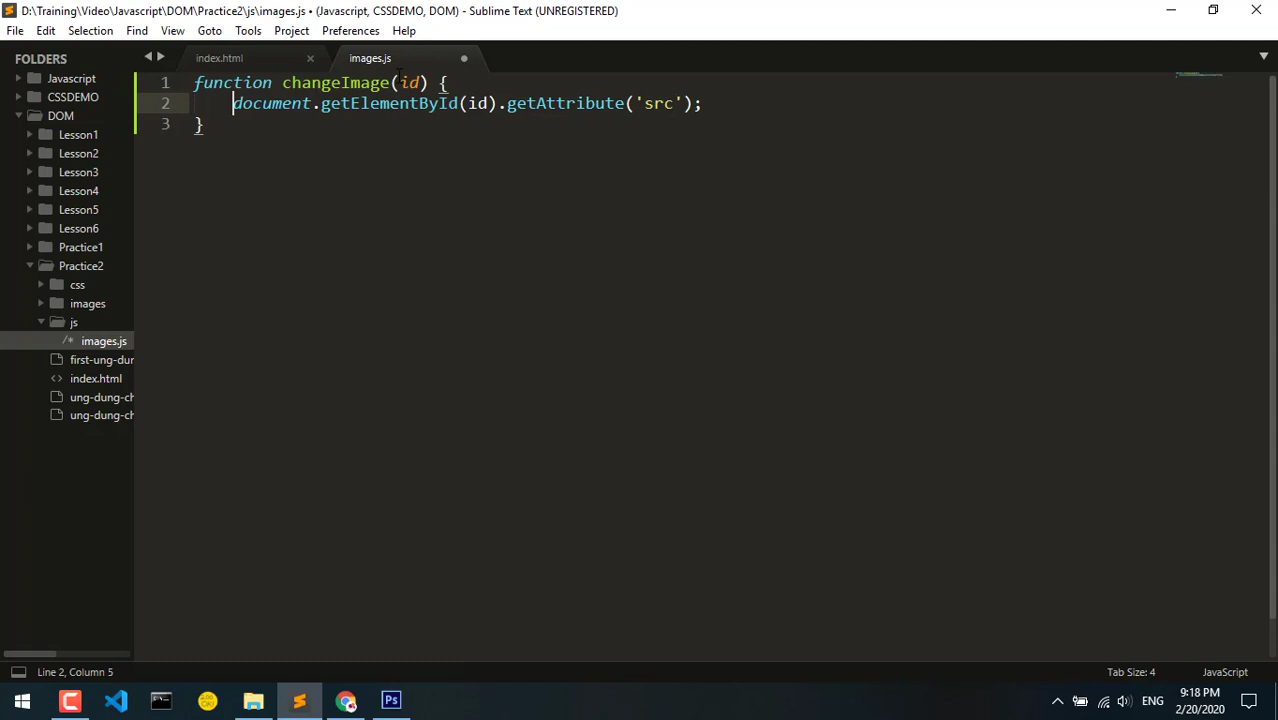 D:\Training\Video\Javascript\DOM\Practice2\js\images.js • (Javascript, CSSDEMO, DOM) - Sublime Text (UNREGISTERED)
File Edit Selection Find View Goto Tools Project Preferences Help
FOLDERS
Javascript
CSSDEMO
DOM
Lesson1
Lesson2
Lesson3
Lesson4
Lesson5
Lesson6
Practice1
Practice2
css
images
js
/* images.js
first-ung-dur
<> index.html
ung-dung-ch
ung-dung-ch
index.html × images.js
1 function changeImage(id) {
2 document.getElementById(id).getAttribute('src');
3 }
Line 2, Column 5
Tab Size: 4
JavaScript
Ps
ENG
9:18 PM
2/20/2020